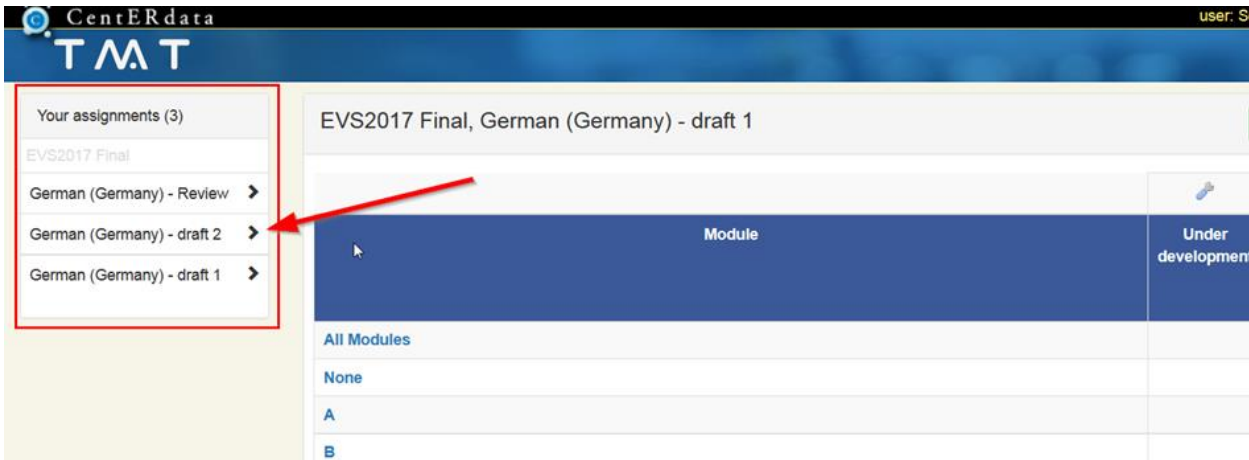 CentERdata
user: S
TMT
Your assignments (3)
EVS2017 Final
German (Germany) - Review
German (Germany) - draft 2
German (Germany) - draft 1
EVS2017 Final, German (Germany) - draft 1
Module
Under
development
All Modules
None
A
B